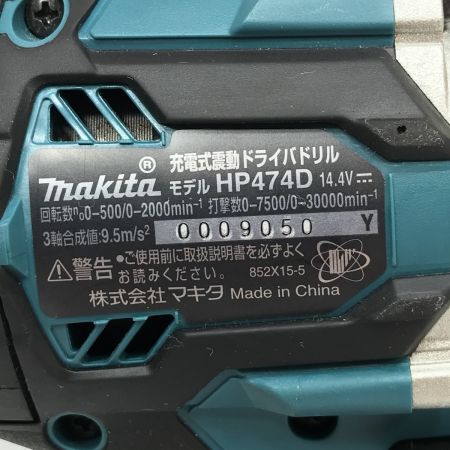 充電式震動ドライバドリル
makita® モデル HP474D 14.4V
回転数n₀0-500/0-2000min⁻¹ 打撃数0-7500/0-30000min⁻¹
3軸合成値:9.5m/s² 0009050 Y
⚠警告 •ご使用前に取扱説明書を必ずよくお読みください。
852X15-5
株式会社 マキタ Made in China